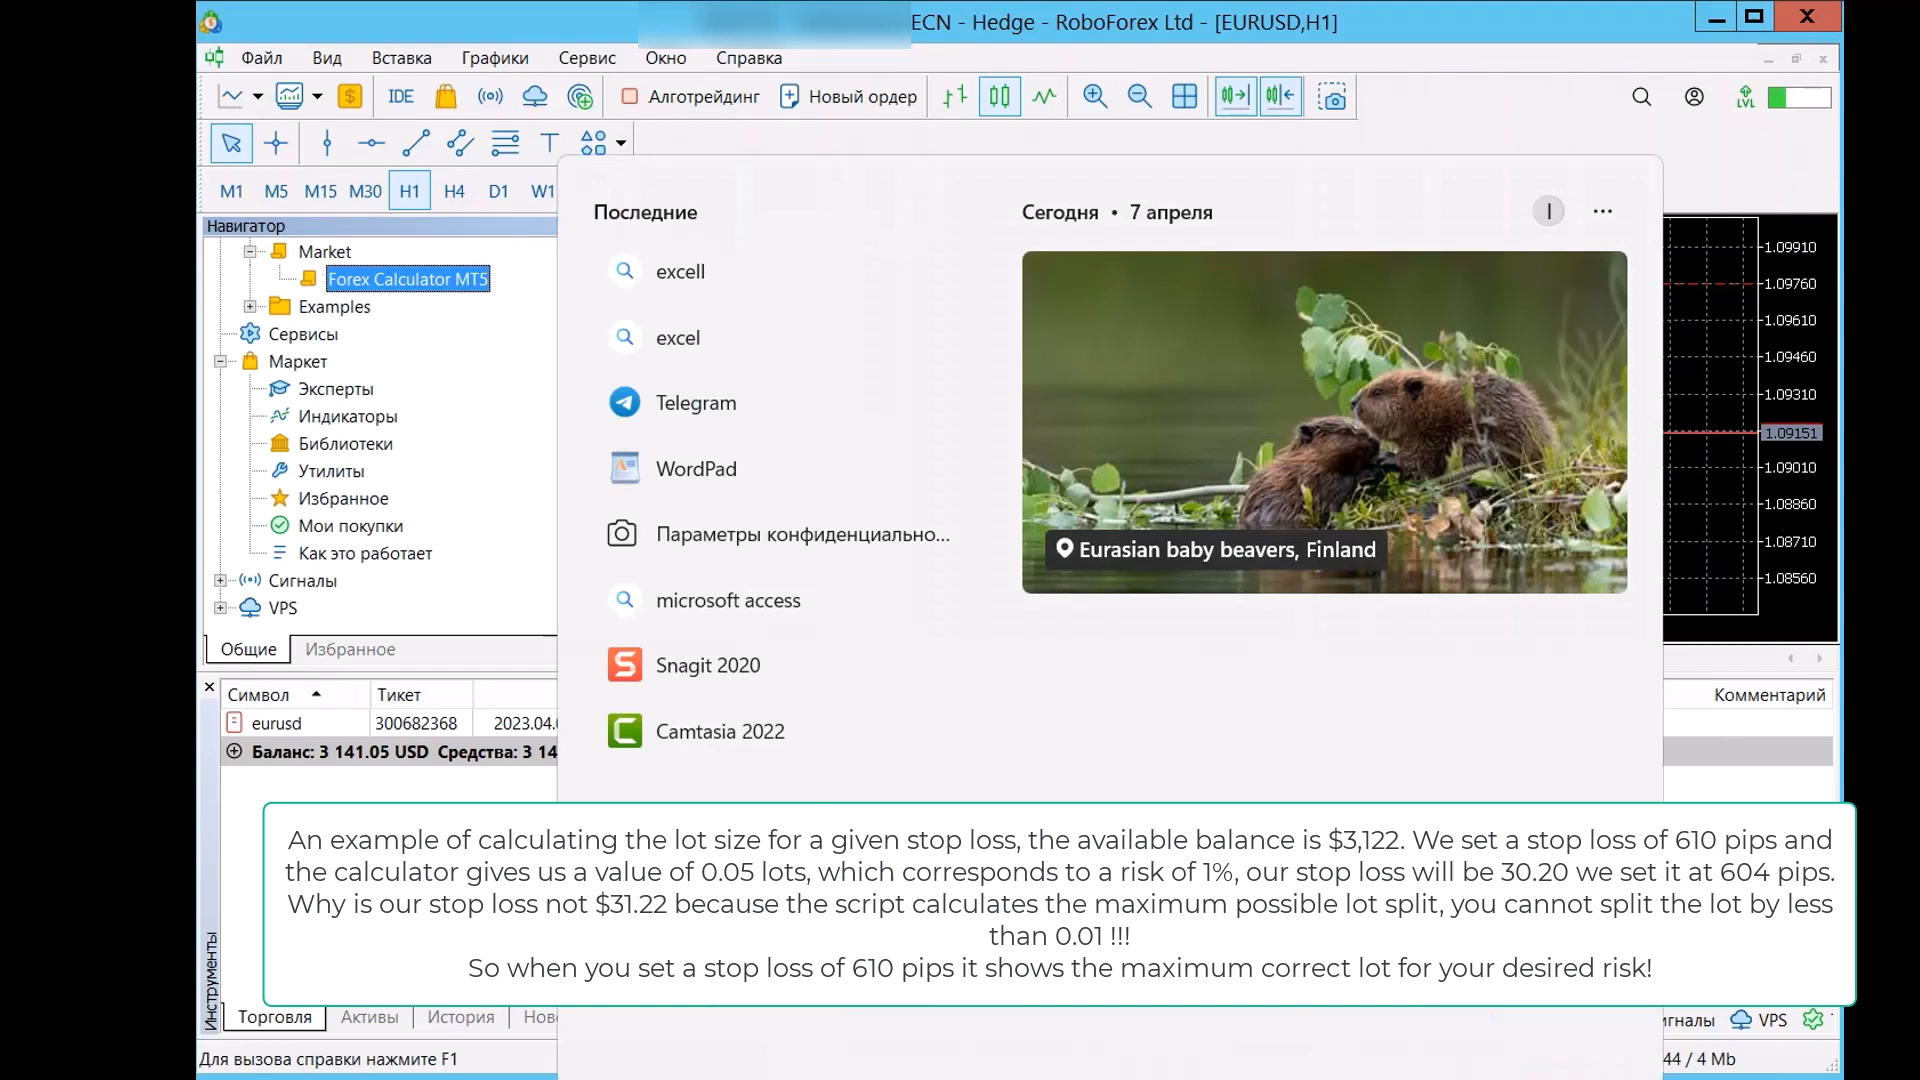 ECN - Hedge - RoboForex Ltd - [EURUSD,H1]
Файл Вид Вставка Графики Сервис Окно Справка
$ IDE Алготрейдинг Новый ордер LVL
T
M1 M5 M15 M30 H1 H4 D1 W1
Навигатор
Market
Forex Calculator MT5
Examples
Сервисы
Маркет
Эксперты
Индикаторы
Библиотеки
Утилиты
Избранное
Мои покупки
Как это работает
Сигналы
VPS
Общие Избранное
Последние
excell
excel
Telegram
WordPad
Параметры конфиденциально...
microsoft access
Snagit 2020
Camtasia 2022
Сегодня • 7 апреля
I ...
Eurasian baby beavers, Finland
1.09910
1.09760
1.09610
1.09460
1.09310
1.09151
1.09010
1.08860
1.08710
1.08560
Символ Тикет Комментарий
eurusd 300682368 2023.04.
Баланс: 3 141.05 USD Средства: 3 14
An example of calculating the lot size for a given stop loss, the available balance is $3,122. We set a stop loss of 610 pips and
the calculator gives us a value of 0.05 lots, which corresponds to a risk of 1%, our stop loss will be 30.20 we set it at 604 pips.
Why is our stop loss not $31.22 because the script calculates the maximum possible lot split, you cannot split the lot by less
than 0.01 !!!
So when you set a stop loss of 610 pips it shows the maximum correct lot for your desired risk!
Инструменты
Торговля Активы История Нов
игналы VPS
Для вызова справки нажмите F1
44 / 4 Mb